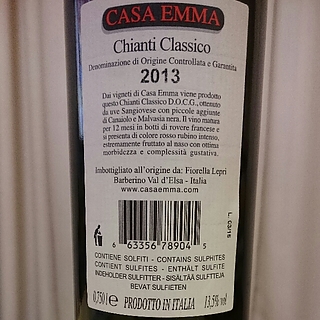 CASA EMMA
Chianti Classico
Denominazione di Origine Controllata e Garantita
2013
Dai vigneti di Casa Emma viene prodotto
questo Chianti Classico D.O.C.G., ottenuto
da uve Sangiovese con piccole aggiunte
di Canaiolo e Malvasia nera. Il vino matura
per 12 mesi in botti di rovere francese e
si presenta di colore rosso rubino intenso,
estremamente fruttato al naso con ottima
morbidezza e complessità gustativa.
Imbottigliato all'origine da: Fiorella Lepri
Barberino Val d'Elsa - Italia
www.casaemma.com
L. 03/15
6 63356 78904 5
CONTIENE SOLFITI - CONTAINS SULPHITES
CONTIENT SULFITES - ENTHÄLT SULFITE
INDEHOLDER SULFITTER - SISÄLTÄÄ SULFTTEJA
BEVAT SULFIETEN
0,750 l e PRODOTTO IN ITALIA 13,5% vol